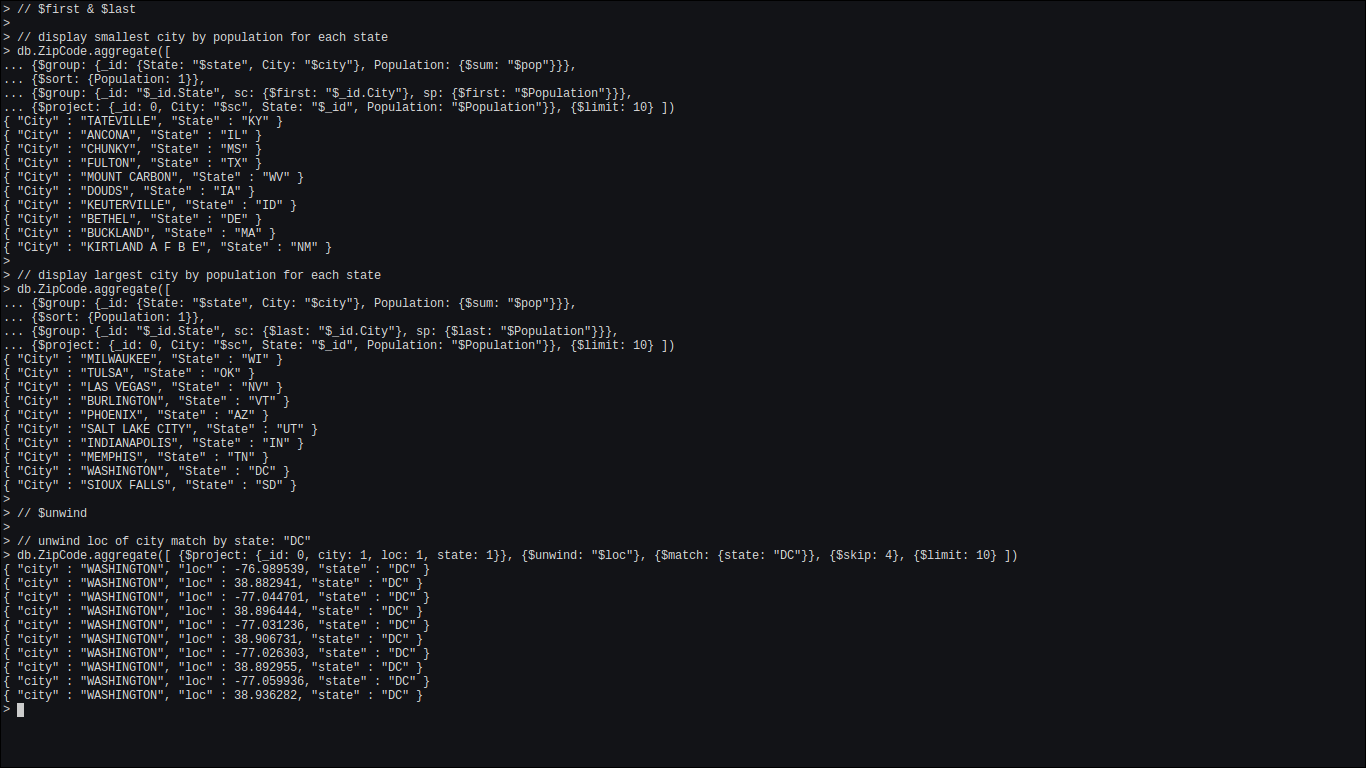 > // $first & $last
>
> // display smallest city by population for each state
> db.ZipCode.aggregate([
... {$group: {_id: {State: "$state", City: "$city"}, Population: {$sum: "$pop"}}},
... {$sort: {Population: 1}},
... {$group: {_id: "$_id.State", sc: {$first: "$_id.City"}, sp: {$first: "$Population"}}},
... {$project: {_id: 0, City: "$sc", State: "$_id", Population: "$Population"}}, {$limit: 10} ])
{ "City" : "TATEVILLE", "State" : "KY" }
{ "City" : "ANCONA", "State" : "IL" }
{ "City" : "CHUNKY", "State" : "MS" }
{ "City" : "FULTON", "State" : "TX" }
{ "City" : "MOUNT CARBON", "State" : "WV" }
{ "City" : "DOUDS", "State" : "IA" }
{ "City" : "KEUTERVILLE", "State" : "ID" }
{ "City" : "BETHEL", "State" : "DE" }
{ "City" : "BUCKLAND", "State" : "MA" }
{ "City" : "KIRTLAND A F B E", "State" : "NM" }
>
> // display largest city by population for each state
> db.ZipCode.aggregate([
... {$group: {_id: {State: "$state", City: "$city"}, Population: {$sum: "$pop"}}},
... {$sort: {Population: 1}},
... {$group: {_id: "$_id.State", sc: {$last: "$_id.City"}, sp: {$last: "$Population"}}},
... {$project: {_id: 0, City: "$sc", State: "$_id", Population: "$Population"}}, {$limit: 10} ])
{ "City" : "MILWAUKEE", "State" : "WI" }
{ "City" : "TULSA", "State" : "OK" }
{ "City" : "LAS VEGAS", "State" : "NV" }
{ "City" : "BURLINGTON", "State" : "VT" }
{ "City" : "PHOENIX", "State" : "AZ" }
{ "City" : "SALT LAKE CITY", "State" : "UT" }
{ "City" : "INDIANAPOLIS", "State" : "IN" }
{ "City" : "MEMPHIS", "State" : "TN" }
{ "City" : "WASHINGTON", "State" : "DC" }
{ "City" : "SIOUX FALLS", "State" : "SD" }
>
> // $unwind
>
> // unwind loc of city match by state: "DC"
> db.ZipCode.aggregate([ {$project: {_id: 0, city: 1, loc: 1, state: 1}}, {$unwind: "$loc"}, {$match: {state: "DC"}}, {$skip: 4}, {$limit: 10} ])
{ "city" : "WASHINGTON", "loc" : -76.989539, "state" : "DC" }
{ "city" : "WASHINGTON", "loc" : 38.882941, "state" : "DC" }
{ "city" : "WASHINGTON", "loc" : -77.044701, "state" : "DC" }
{ "city" : "WASHINGTON", "loc" : 38.896444, "state" : "DC" }
{ "city" : "WASHINGTON", "loc" : -77.031236, "state" : "DC" }
{ "city" : "WASHINGTON", "loc" : 38.906731, "state" : "DC" }
{ "city" : "WASHINGTON", "loc" : -77.026303, "state" : "DC" }
{ "city" : "WASHINGTON", "loc" : 38.892955, "state" : "DC" }
{ "city" : "WASHINGTON", "loc" : -77.059936, "state" : "DC" }
{ "city" : "WASHINGTON", "loc" : 38.936282, "state" : "DC" }
>